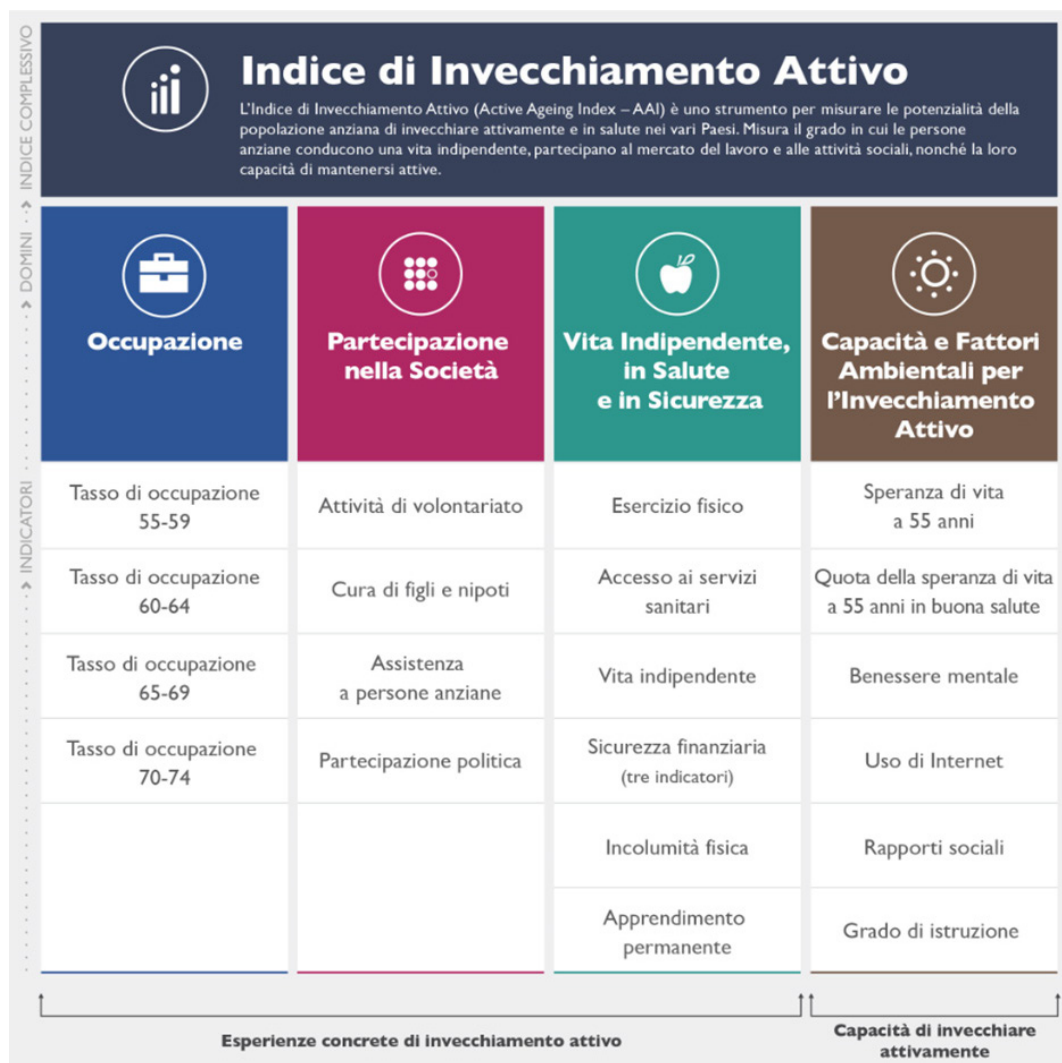 Indice di Invecchiamento Attivo
L'Indice di Invecchiamento Attivo (Active Ageing Index – AAI) è uno strumento per misurare le potenzialità della
popolazione anziana di invecchiare attivamente e in salute nei vari Paesi. Misura il grado in cui le persone
anziane conducono una vita indipendente, partecipano al mercato del lavoro e alle attività sociali, nonché la loro
capacità di mantenersi attive.
INDICE COMPLESSIVO
DOMINI
INDICATORI
Occupazione
Tasso di occupazione
55-59
Tasso di occupazione
60-64
Tasso di occupazione
65-69
Tasso di occupazione
70-74
Partecipazione
nella Società
Attività di volontariato
Cura di figli e nipoti
Assistenza
a persone anziane
Partecipazione politica
Vita Indipendente,
in Salute
e in Sicurezza
Esercizio fisico
Accesso ai servizi
sanitari
Vita indipendente
Sicurezza finanziaria
(tre indicatori)
Incolumità fisica
Apprendimento
permanente
Capacità e Fattori
Ambientali per
l'Invecchiamento
Attivo
Speranza di vita
a 55 anni
Quota della speranza di vita
a 55 anni in buona salute
Benessere mentale
Uso di Internet
Rapporti sociali
Grado di istruzione
Esperienze concrete di invecchiamento attivo
Capacità di invecchiare
attivamente